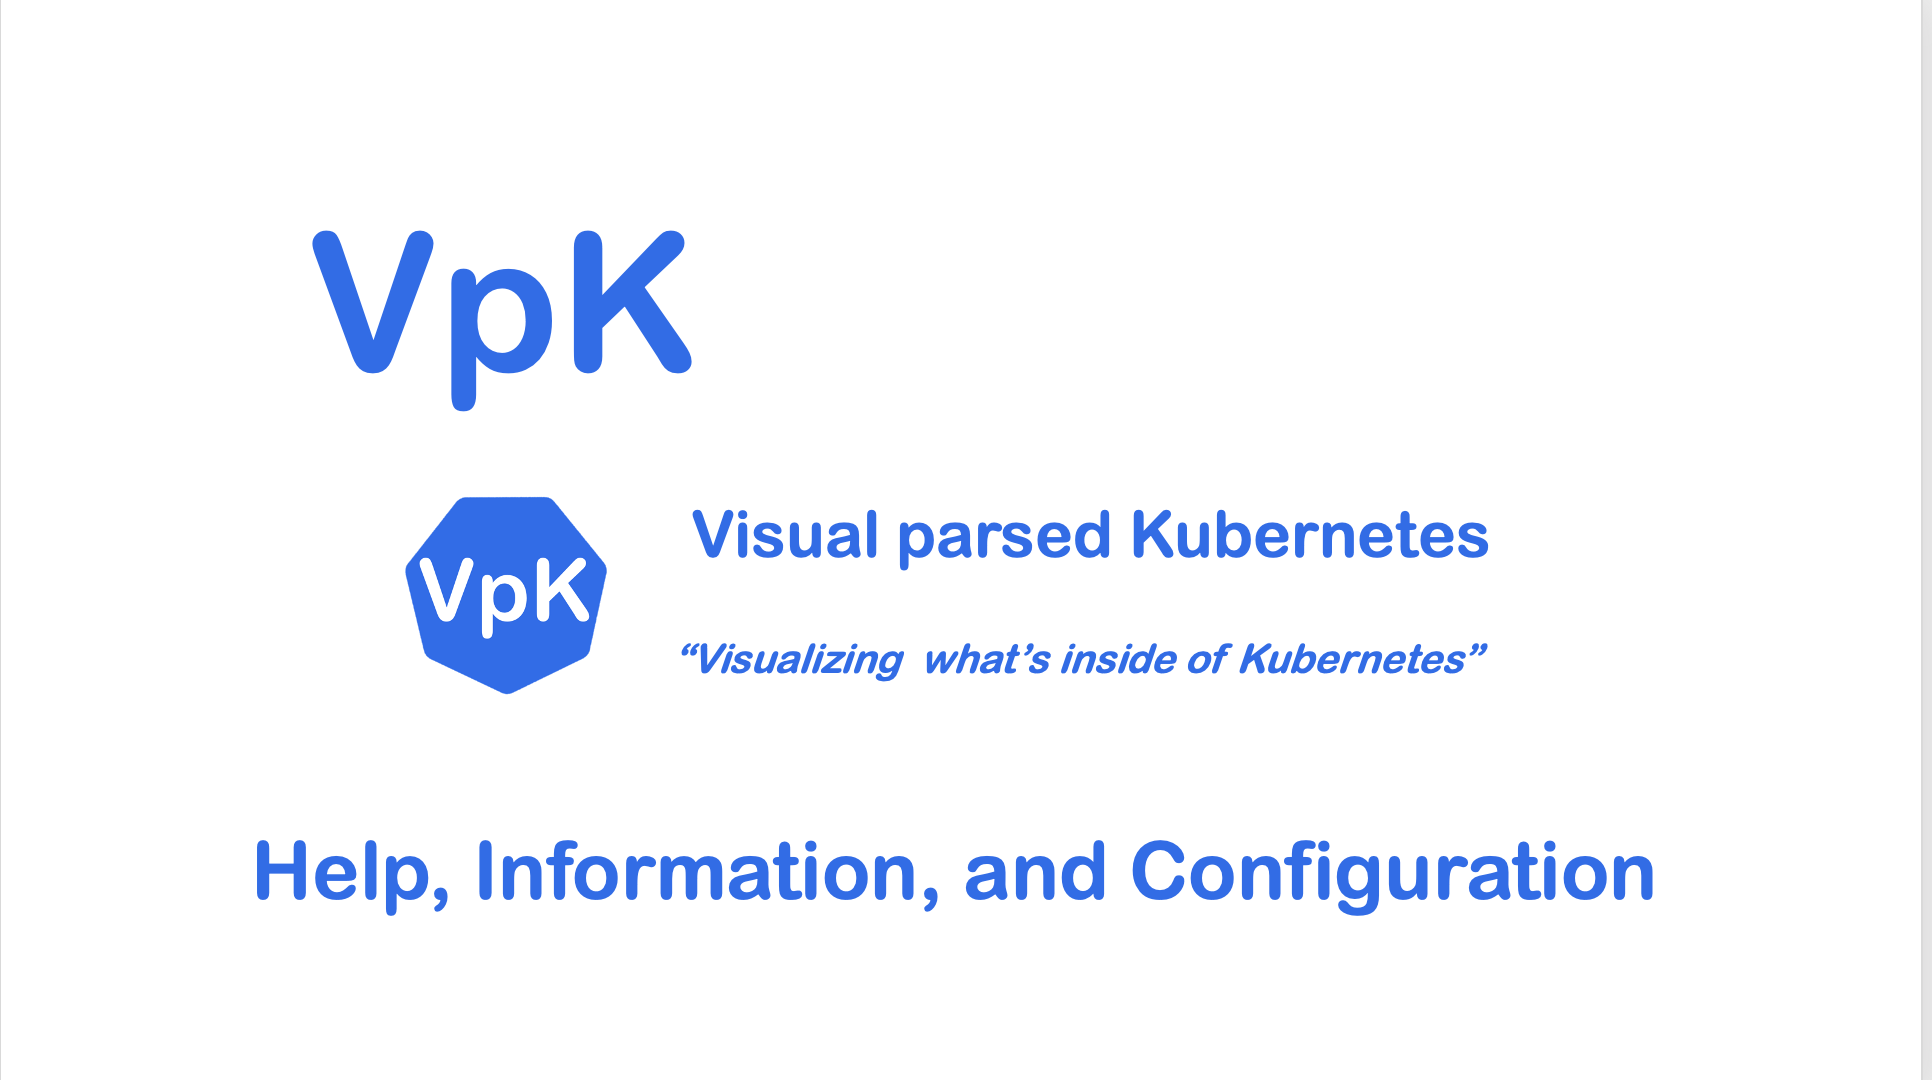 VpK
VpK
Visual parsed Kubernetes
“Visualizing  what’s inside of Kubernetes”
Help, Information, and Configuration